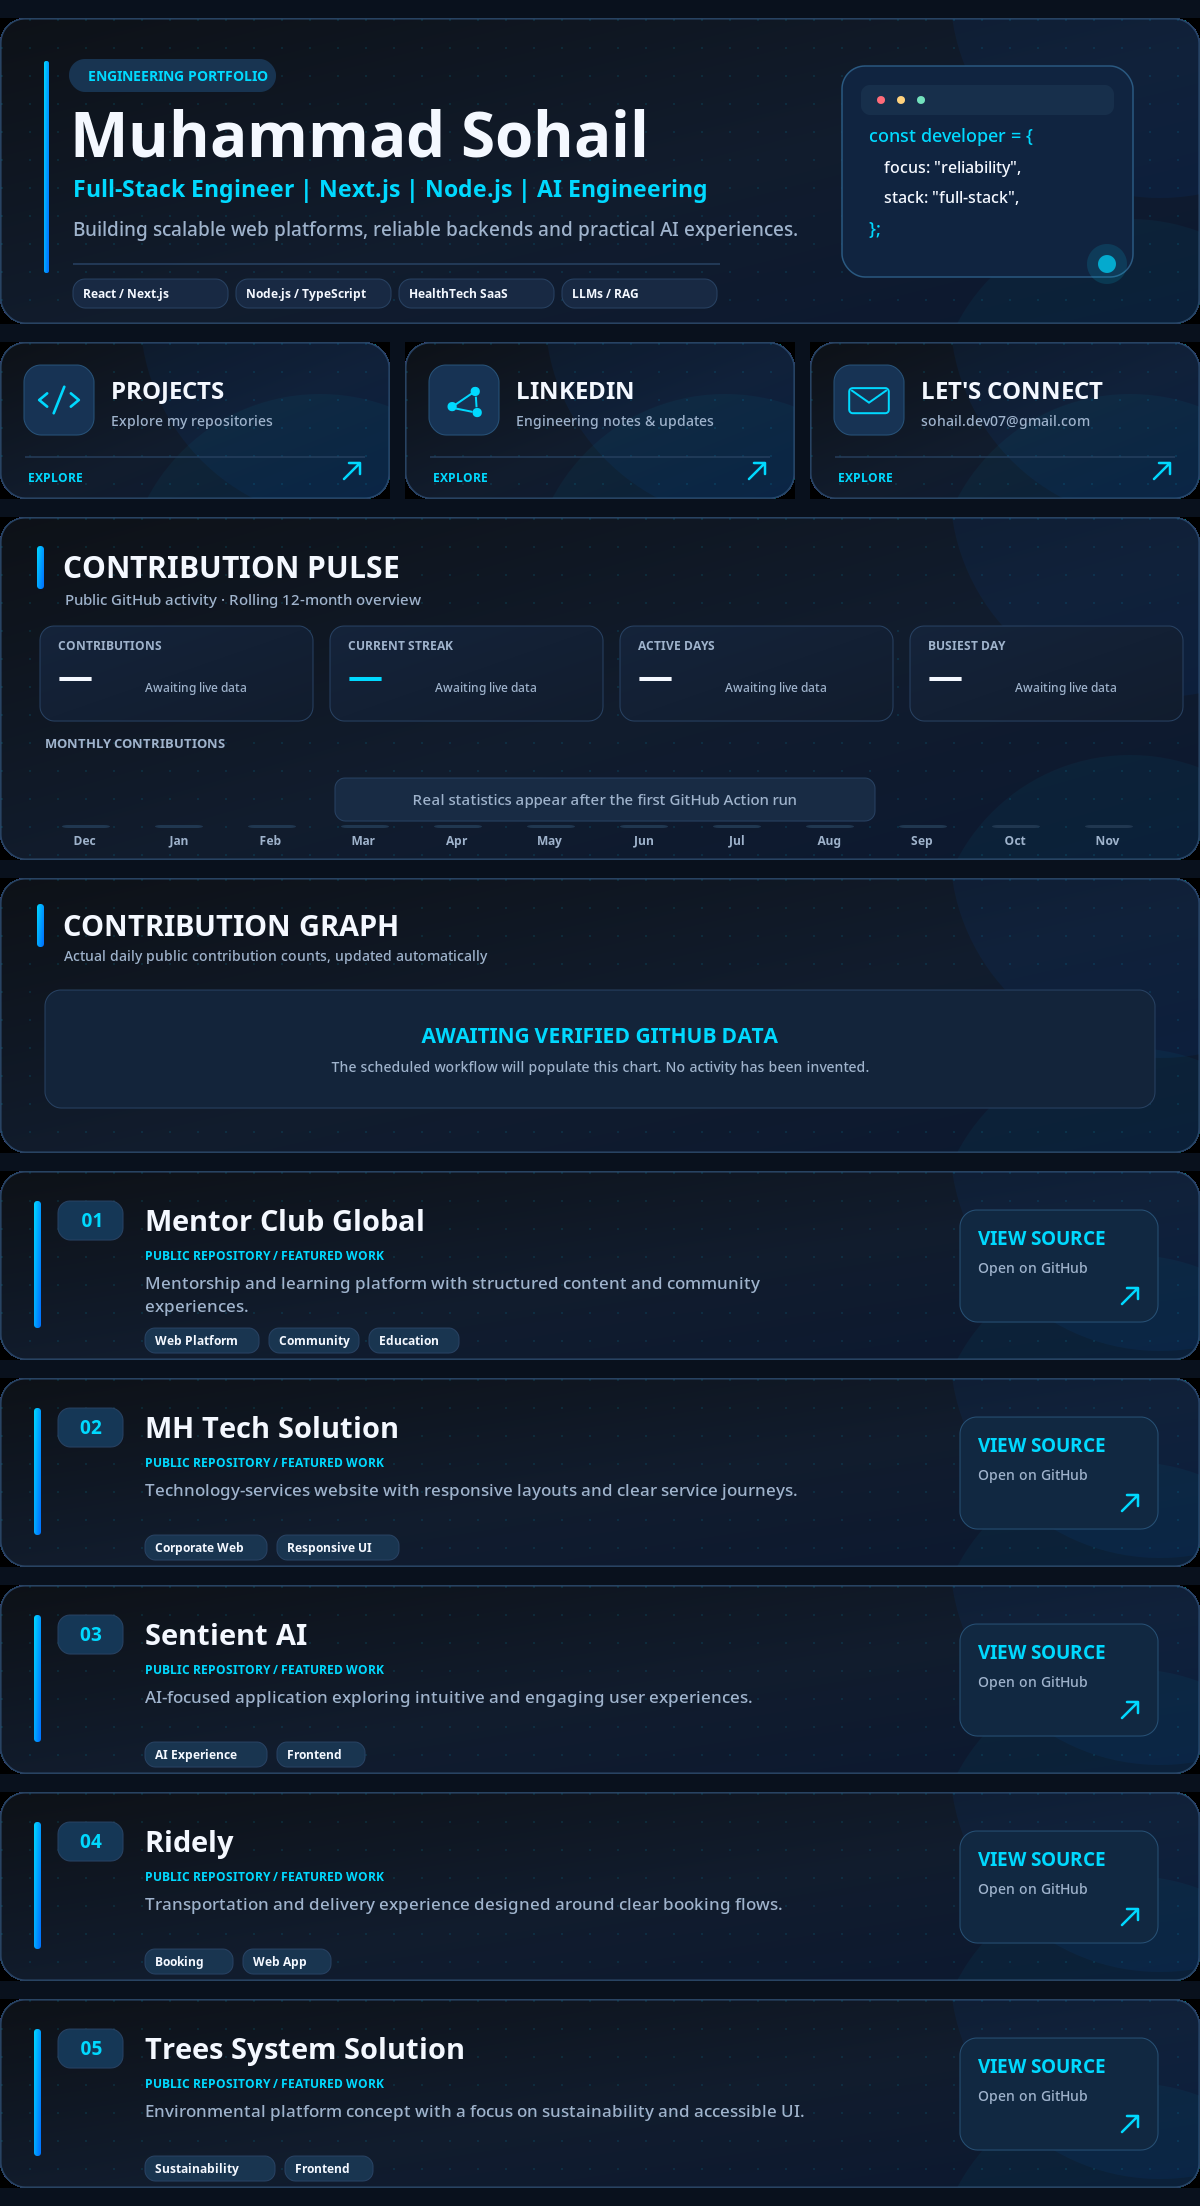 ENGINEERING PORTFOLIO
Muhammad Sohail
Full-Stack Engineer | Next.js | Node.js | AI Engineering
Building scalable web platforms, reliable backends and practical AI experiences.
React / Next.js
Node.js / TypeScript
HealthTech SaaS
LLMs / RAG
const developer = {
focus: "reliability",
stack: "full-stack",
};
PROJECTS
Explore my repositories
EXPLORE
LINKEDIN
Engineering notes & updates
EXPLORE
LET'S CONNECT
sohail.dev07@gmail.com
EXPLORE
CONTRIBUTION PULSE
Public GitHub activity · Rolling 12-month overview
CONTRIBUTIONS
— Awaiting live data
CURRENT STREAK
— Awaiting live data
ACTIVE DAYS
— Awaiting live data
BUSIEST DAY
— Awaiting live data
MONTHLY CONTRIBUTIONS
Real statistics appear after the first GitHub Action run
Dec Jan Feb Mar Apr May Jun Jul Aug Sep Oct Nov
CONTRIBUTION GRAPH
Actual daily public contribution counts, updated automatically
AWAITING VERIFIED GITHUB DATA
The scheduled workflow will populate this chart. No activity has been invented.
01
Mentor Club Global
PUBLIC REPOSITORY / FEATURED WORK
Mentorship and learning platform with structured content and community
experiences.
Web Platform
Community
Education
VIEW SOURCE
Open on GitHub
02
MH Tech Solution
PUBLIC REPOSITORY / FEATURED WORK
Technology-services website with responsive layouts and clear service journeys.
Corporate Web
Responsive UI
VIEW SOURCE
Open on GitHub
03
Sentient AI
PUBLIC REPOSITORY / FEATURED WORK
AI-focused application exploring intuitive and engaging user experiences.
AI Experience
Frontend
VIEW SOURCE
Open on GitHub
04
Ridely
PUBLIC REPOSITORY / FEATURED WORK
Transportation and delivery experience designed around clear booking flows.
Booking
Web App
VIEW SOURCE
Open on GitHub
05
Trees System Solution
PUBLIC REPOSITORY / FEATURED WORK
Environmental platform concept with a focus on sustainability and accessible UI.
Sustainability
Frontend
VIEW SOURCE
Open on GitHub